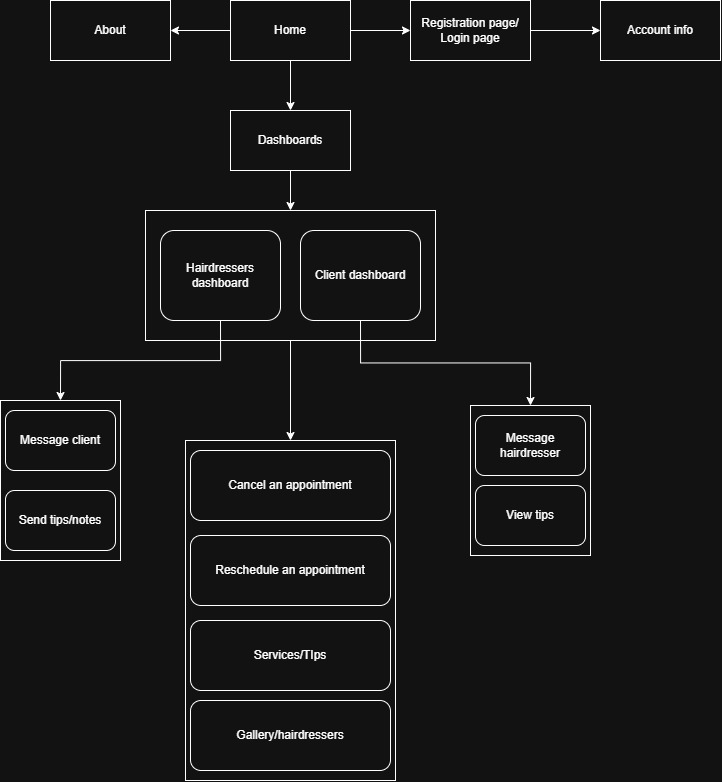 About
Home
Registration page/
Login page
Account info
Dashboards
Hairdressers
dashboard
Client dashboard
Message client
Send tips/notes
Cancel an appointment
Reschedule an appointment
Services/TIps
Gallery/hairdressers
Message
hairdresser
View tips